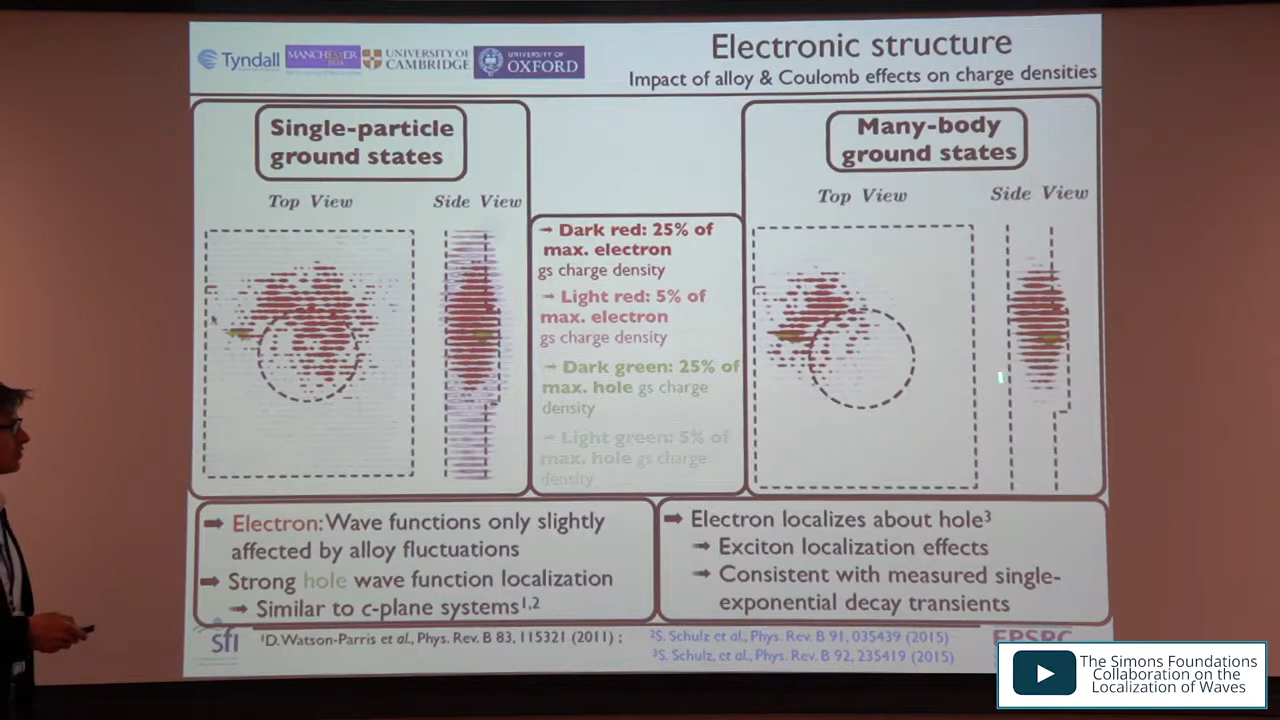 Tyndall
MANCHESTER
UNIVERSITY OF
CAMBRIDGE
UNIVERSITY OF
OXFORD
Electronic structure
Impact of alloy & Coulomb effects on charge densities
Single-particle
ground states
Top View
Side View
→ Dark red: 25% of
max. electron
gs charge density
→ Light red: 5% of
max. electron
gs charge density
→ Dark green: 25% of
max. hole gs charge
density
→ Light green: 5% of
max. hole gs charge
density
Many-body
ground states
Top View
Side View
➡ Electron: Wave functions only slightly
affected by alloy fluctuations
➡ Strong hole wave function localization
→ Similar to c-plane systems¹,²
➡ Electron localizes about hole³
→ Exciton localization effects
→ Consistent with measured single-
exponential decay transients
sfi
¹D. Watson-Parris et al., Phys. Rev. B 83, 115321 (2011) ;
²S. Schulz et al., Phys. Rev. B 91, 035439 (2015)
³S. Schulz, et al., Phys. Rev. B 92, 235419 (2015)
EPSRC
The Simons Foundations
Collaboration on the
Localization of Waves